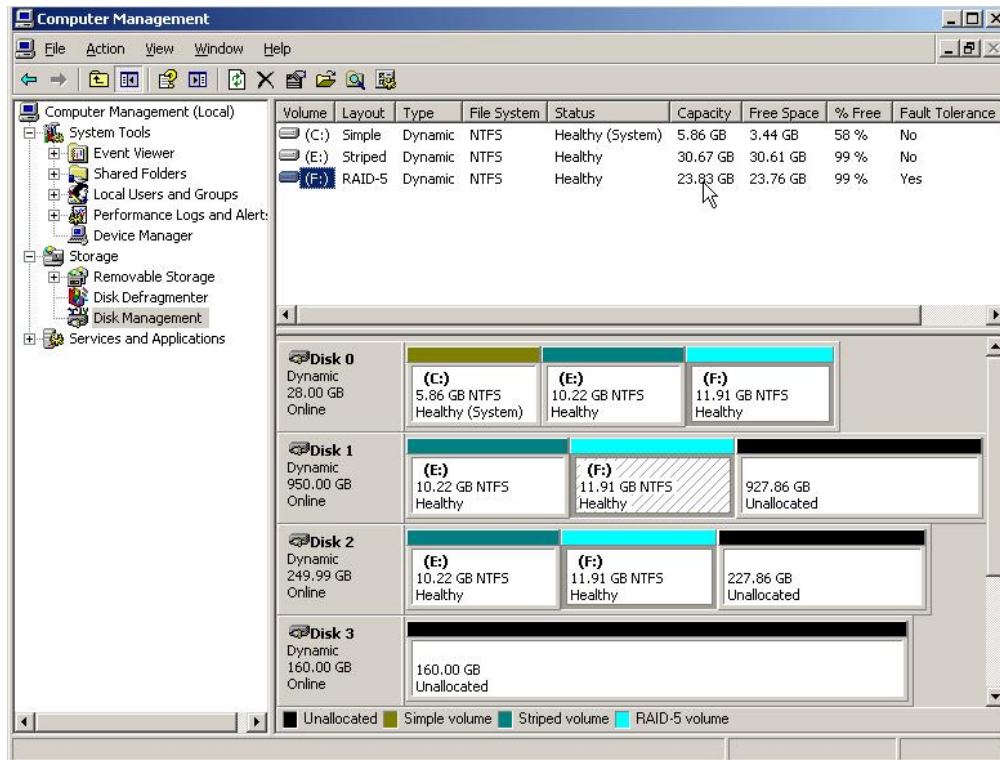 Computer Management
File Action View Window Help
Computer Management (Local)
System Tools
Event Viewer
Shared Folders
Local Users and Groups
Performance Logs and Alert
Device Manager
Storage
Removable Storage
Disk Defragmenter
Disk Management
Services and Applications
Volume Layout Type File System Status Capacity Free Space % Free Fault Tolerance
(C:) Simple Dynamic NTFS Healthy (System) 5.86 GB 3.44 GB 58 % No
(E:) Striped Dynamic NTFS Healthy 30.67 GB 30.61 GB 99 % No
(F:) RAID-5 Dynamic NTFS Healthy 23.83 GB 23.76 GB 99 % Yes
Disk 0
Dynamic
28.00 GB
Online
(C:)
5.86 GB NTFS
Healthy (System)
(E:)
10.22 GB NTFS
Healthy
(F:)
11.91 GB NTFS
Healthy
Disk 1
Dynamic
950.00 GB
Online
(E:)
10.22 GB NTFS
Healthy
(F:)
11.91 GB NTFS
Healthy
927.86 GB
Unallocated
Disk 2
Dynamic
249.99 GB
Online
(E:)
10.22 GB NTFS
Healthy
(F:)
11.91 GB NTFS
Healthy
227.86 GB
Unallocated
Disk 3
Dynamic
160.00 GB
Online
160.00 GB
Unallocated
Unallocated Simple volume Striped volume RAID-5 volume